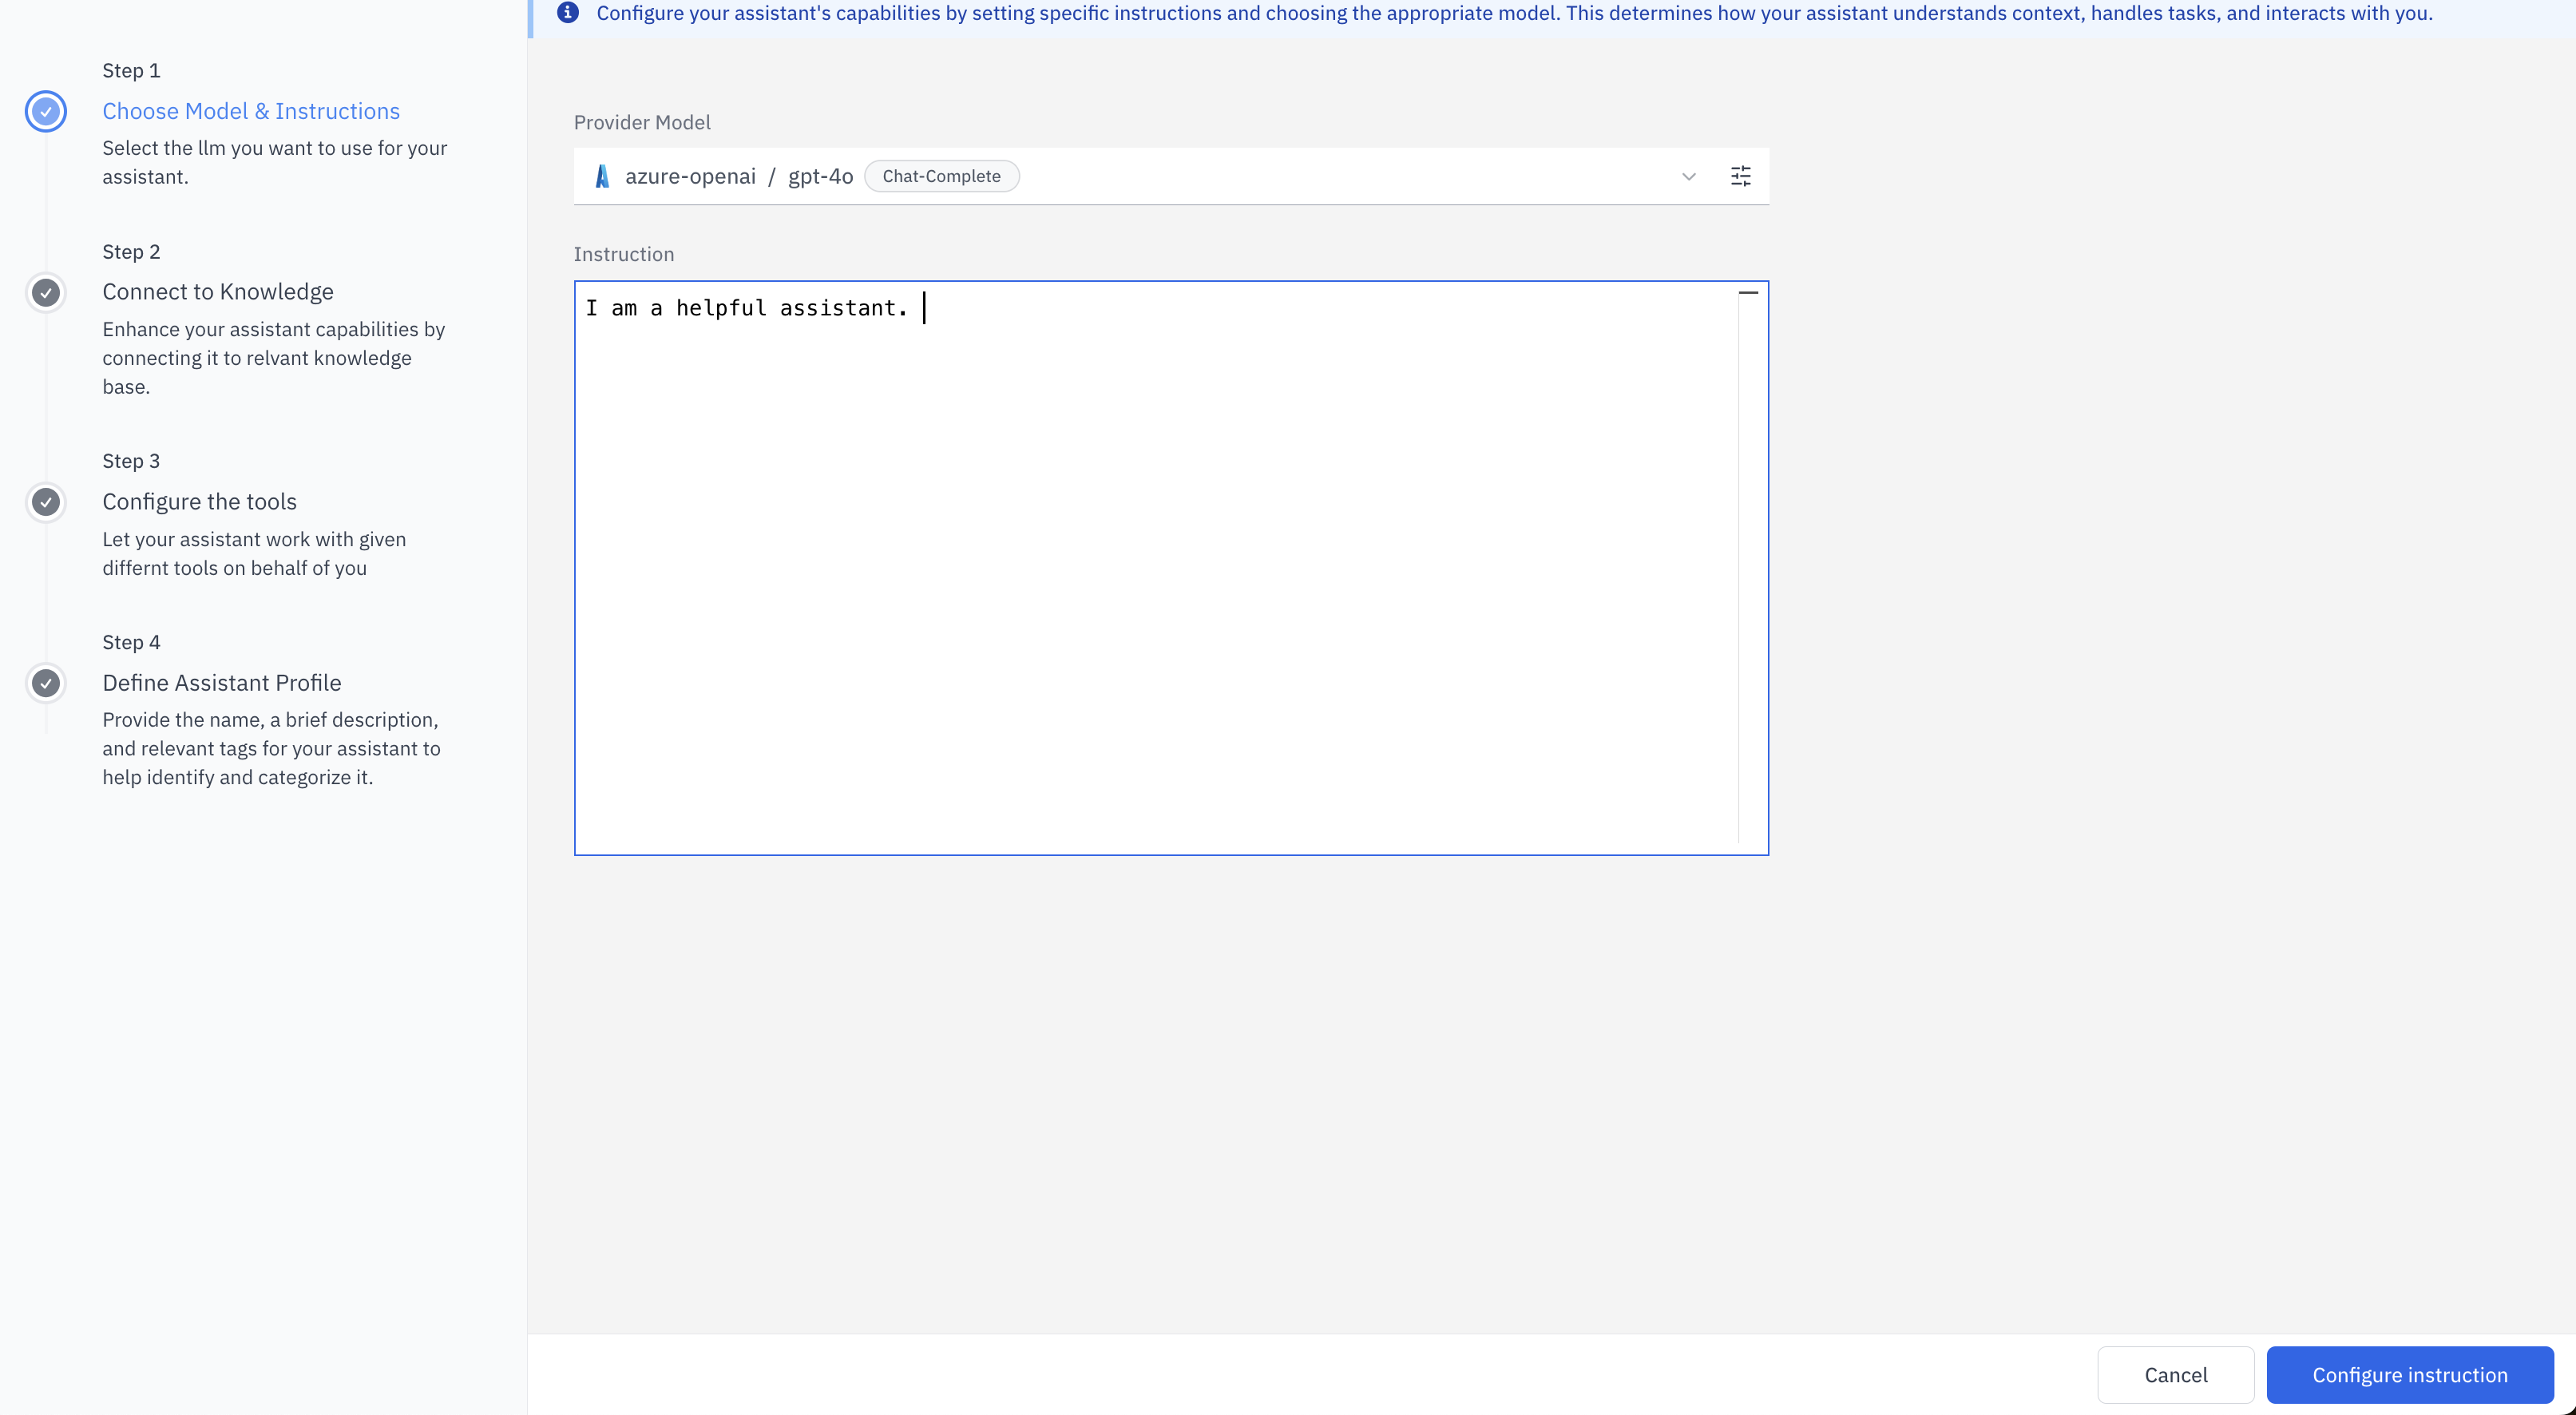 Configure your assistant's capabilities by setting specific instructions and choosing the appropriate model. This determines how your assistant understands context, handles tasks, and interacts with you.
Step 1
Choose Model & Instructions
Select the llm you want to use for your
assistant.
Step 2
Connect to Knowledge
Enhance your assistant capabilities by
connecting it to relvant knowledge
base.
Step 3
Configure the tools
Let your assistant work with given
differnt tools on behalf of you
Step 4
Define Assistant Profile
Provide the name, a brief description,
and relevant tags for your assistant to
help identify and categorize it.
Provider Model
azure-openai / gpt-4o Chat-Complete
Instruction
I am a helpful assistant.
Cancel Configure instruction